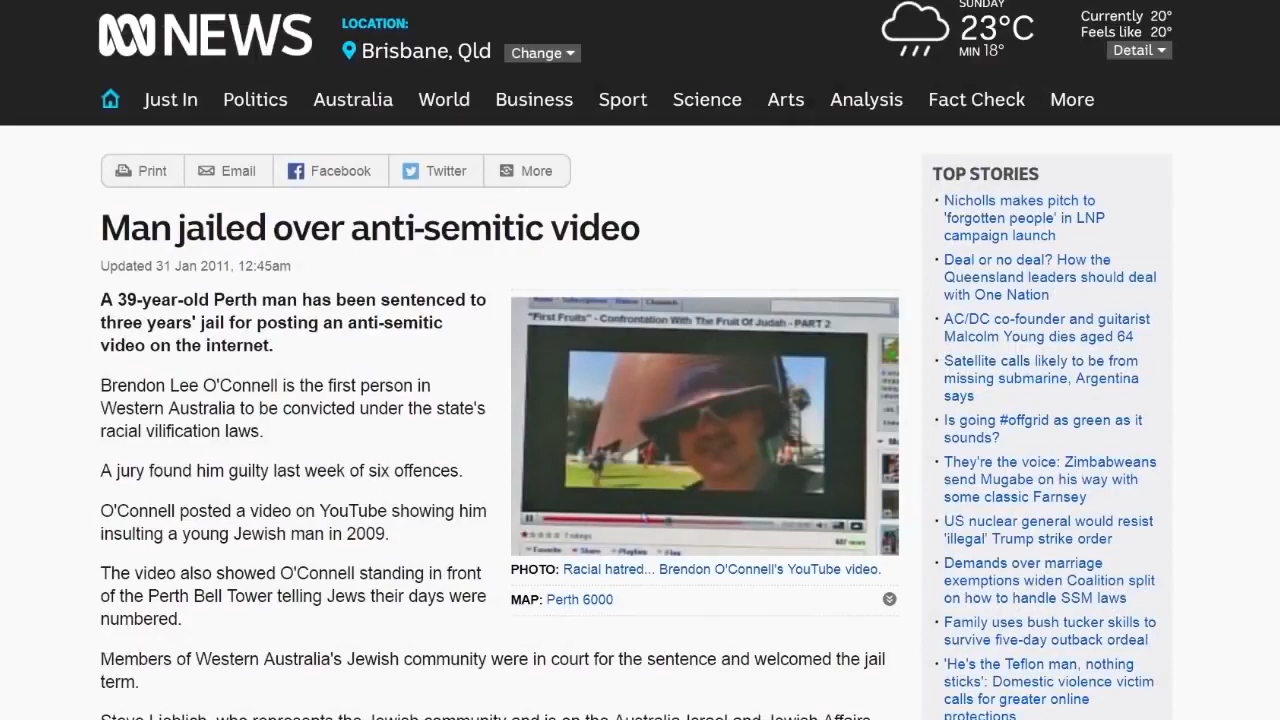 NEWS
LOCATION:
Brisbane, Qld Change
SUNDAY
23°C
MIN 18°
Currently 20°
Feels like 20°
Detail
Just In Politics Australia World Business Sport Science Arts Analysis Fact Check More
Print Email Facebook Twitter More
Man jailed over anti-semitic video
Updated 31 Jan 2011, 12:45am
A 39-year-old Perth man has been sentenced to
three years' jail for posting an anti-semitic
video on the internet.
Brendon Lee O'Connell is the first person in
Western Australia to be convicted under the state's
racial vilification laws.
A jury found him guilty last week of six offences.
O'Connell posted a video on YouTube showing him
insulting a young Jewish man in 2009.
The video also showed O'Connell standing in front
of the Perth Bell Tower telling Jews their days were
numbered.
Members of Western Australia's Jewish community were in court for the sentence and welcomed the jail
term.
"First Fruits" - Confrontation With The Fruit Of Judah - PART 2
PHOTO: Racial hatred... Brendon O'Connell's YouTube video.
MAP: Perth 6000
TOP STORIES
Nicholls makes pitch to
'forgotten people' in LNP
campaign launch
Deal or no deal? How the
Queensland leaders should deal
with One Nation
AC/DC co-founder and guitarist
Malcolm Young dies aged 64
Satellite calls likely to be from
missing submarine, Argentina
says
Is going #offgrid as green as it
sounds?
They're the voice: Zimbabweans
send Mugabe on his way with
some classic Farnsey
US nuclear general would resist
'illegal' Trump strike order
Demands over marriage
exemptions widen Coalition split
on how to handle SSM laws
Family uses bush tucker skills to
survive five-day outback ordeal
'He's the Teflon man, nothing
sticks': Domestic violence victim
calls for greater online
protections